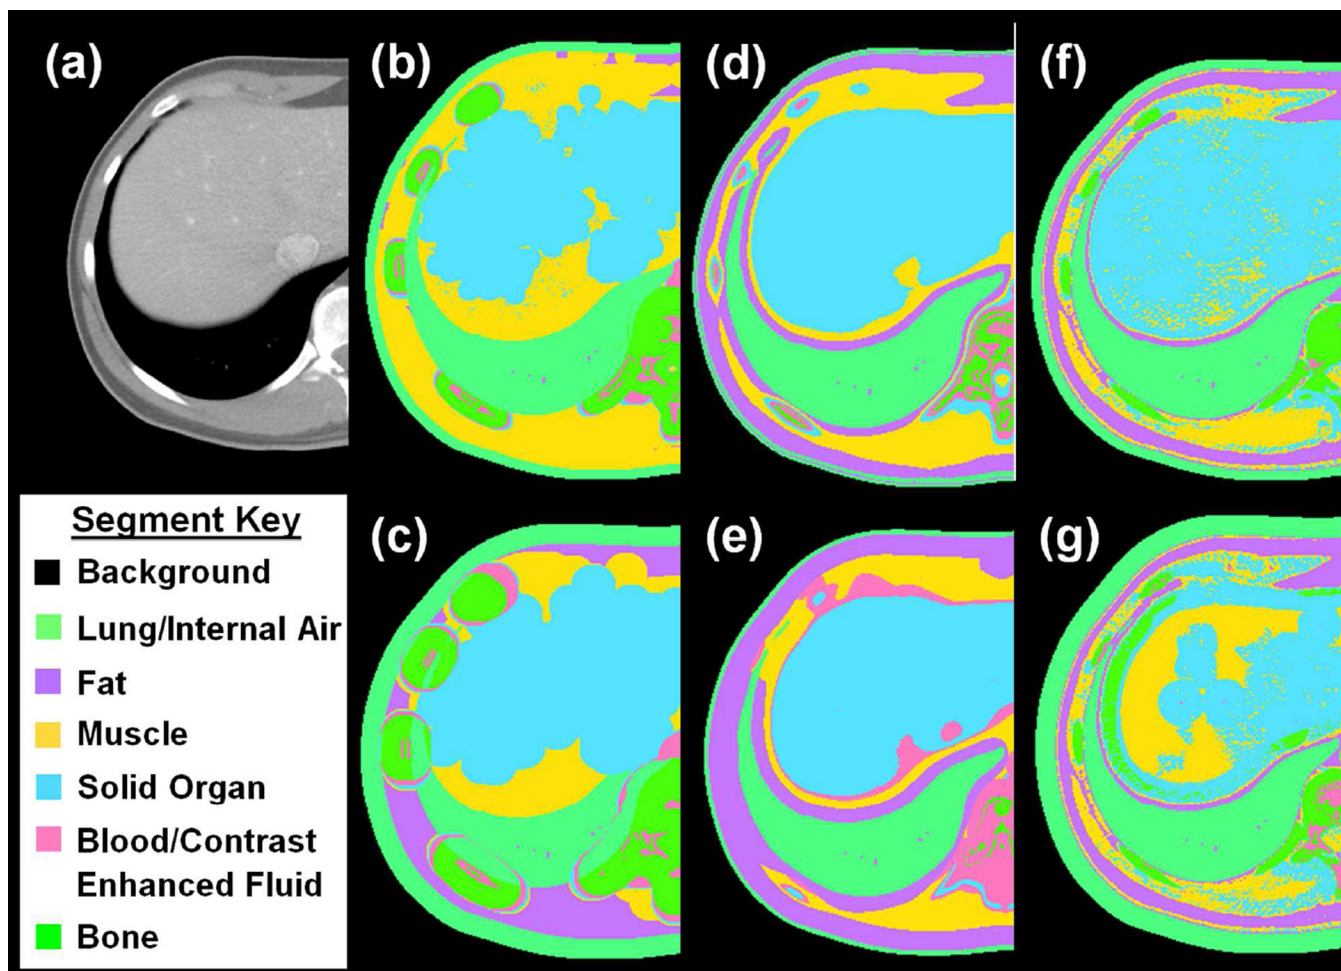 (a)
(b)
(d)
(f)
(c)
(e)
(g)
Segment Key
Background
Lung/Internal Air
Fat
Muscle
Solid Organ
Blood/Contrast
Enhanced Fluid
Bone